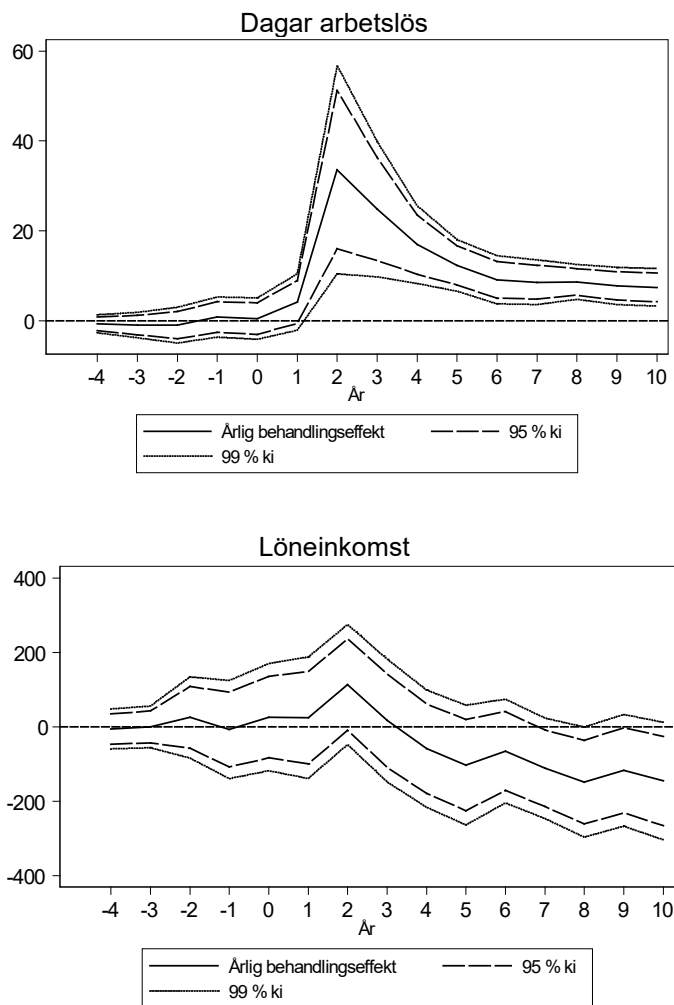 Dagar arbetslös
60
40
20
0
-4 -3 -2 -1 0 1 2 3 4 5 6 7 8 9 10
År
Årlig behandlingseffekt 95 % ki
99 % ki
Löneinkomst
400
200
0
-200
-400
-4 -3 -2 -1 0 1 2 3 4 5 6 7 8 9 10
År
Årlig behandlingseffekt 95 % ki
99 % ki